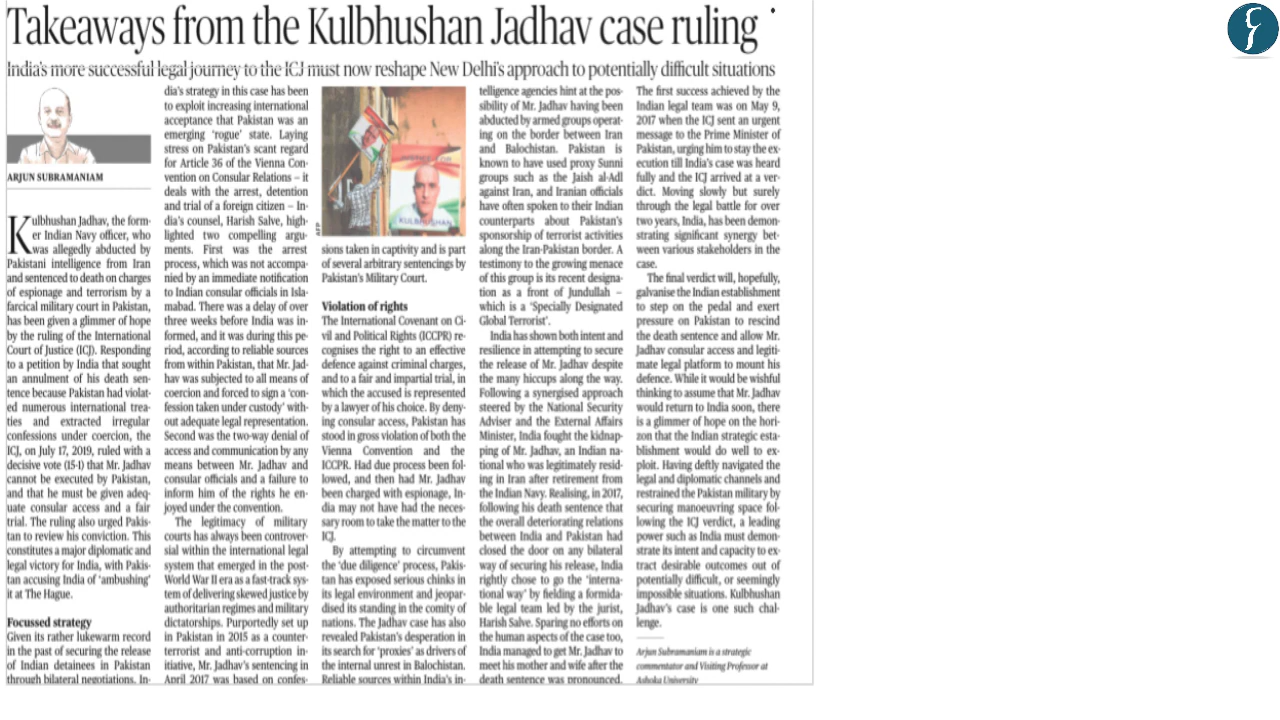 Takeaways from the Kulbhushan Jadhav case ruling
India's more successful legal journey to the ICJ must now reshape New Delhi's approach to potentially difficult situations
ARJUN SUBRAMANIAM
Kulbhushan Jadhav, the form-
er Indian Navy officer, who
was allegedly abducted by
Pakistani intelligence from Iran
and sentenced to death on charges
of espionage and terrorism by a
farcical military court in Pakistan,
has been given a glimmer of hope
by the ruling of the International
Court of Justice (ICJ). Responding
to a petition by India that sought
an annulment of his death sen-
tence because Pakistan had violat-
ed numerous international trea-
ties and extracted irregular
confessions under coercion, the
ICJ, on July 17, 2019, ruled with a
decisive vote (15-1) that Mr. Jadhav
cannot be executed by Pakistan,
and that he must be given adeq-
uate consular access and a fair
trial. The ruling also urged Pakis-
tan to review his conviction. This
constitutes a major diplomatic and
legal victory for India, with Pakis-
tan accusing India of 'ambushing'
it at The Hague.
Focussed strategy
Given its rather lukewarm record
in the past of securing the release
of Indian detainees in Pakistan
through bilateral negotiations, In-
dia's strategy in this case has been
to exploit increasing international
acceptance that Pakistan was an
emerging 'rogue' state. Laying
stress on Pakistan's scant regard
for Article 36 of the Vienna Con-
vention on Consular Relations – it
deals with the arrest, detention
and trial of a foreign citizen – In-
dia's counsel, Harish Salve, high-
lighted two compelling argu-
ments. First was the arrest
process, which was not accompa-
nied by an immediate notification
to Indian consular officials in Isla-
mabad. There was a delay of over
three weeks before India was in-
formed, and it was during this pe-
riod, according to reliable sources
from within Pakistan, that Mr. Jad-
hav was subjected to all means of
coercion and forced to sign a 'con-
fession taken under custody' with-
out adequate legal representation.
Second was the two-way denial of
access and communication by any
means between Mr. Jadhav and
consular officials and a failure to
inform him of the rights he en-
joyed under the convention.
The legitimacy of military
courts has always been controver-
sial within the international legal
system that emerged in the post-
World War II era as a fast-track sys-
tem of delivering skewed justice by
authoritarian regimes and military
dictatorships. Purportedly set up
in Pakistan in 2015 as a counter-
terrorist and anti-corruption in-
itiative, Mr. Jadhav's sentencing in
April 2017 was based on confes-
KULBHUSHAN
AFP
sions taken in captivity and is part
of several arbitrary sentencings by
Pakistan's Military Court.
Violation of rights
The International Covenant on Ci-
vil and Political Rights (ICCPR) re-
cognises the right to an effective
defence against criminal charges,
and to a fair and impartial trial, in
which the accused is represented
by a lawyer of his choice. By deny-
ing consular access, Pakistan has
stood in gross violation of both the
Vienna Convention and the
ICCPR. Had due process been fol-
lowed, and then had Mr. Jadhav
been charged with espionage, In-
dia may not have had the neces-
sary room to take the matter to the
ICJ.
By attempting to circumvent
the 'due diligence' process, Pakis-
tan has exposed serious chinks in
its legal environment and jeopar-
dised its standing in the comity of
nations. The Jadhav case has also
revealed Pakistan's desperation in
its search for 'proxies' as drivers of
the internal unrest in Balochistan.
Reliable sources within India's in-
telligence agencies hint at the pos-
sibility of Mr. Jadhav having been
abducted by armed groups operat-
ing on the border between Iran
and Balochistan. Pakistan is
known to have used proxy Sunni
groups such as the Jaish al-Adl
against Iran, and Iranian officials
have often spoken to their Indian
counterparts about Pakistan's
sponsorship of terrorist activities
along the Iran-Pakistan border. A
testimony to the growing menace
of this group is its recent designa-
tion as a front of Jundullah –
which is a 'Specially Designated
Global Terrorist'.
India has shown both intent and
resilience in attempting to secure
the release of Mr. Jadhav despite
the many hiccups along the way.
Following a synergised approach
steered by the National Security
Adviser and the External Affairs
Minister, India fought the kidnap-
ping of Mr. Jadhav, an Indian na-
tional who was legitimately resid-
ing in Iran after retirement from
the Indian Navy. Realising, in 2017,
following his death sentence that
the overall deteriorating relations
between India and Pakistan had
closed the door on any bilateral
way of securing his release, India
rightly chose to go the 'interna-
tional way' by fielding a formida-
ble legal team led by the jurist,
Harish Salve. Sparing no efforts on
the human aspects of the case too,
India managed to get Mr. Jadhav to
meet his mother and wife after the
death sentence was pronounced.
The first success achieved by the
Indian legal team was on May 9,
2017 when the ICJ sent an urgent
message to the Prime Minister of
Pakistan, urging him to stay the ex-
ecution till India's case was heard
fully and the ICJ arrived at a ver-
dict. Moving slowly but surely
through the legal battle for over
two years, India, has been demon-
strating significant synergy bet-
ween various stakeholders in the
case.
The final verdict will, hopefully,
galvanise the Indian establishment
to step on the pedal and exert
pressure on Pakistan to rescind
the death sentence and allow Mr.
Jadhav consular access and legiti-
mate legal platform to mount his
defence. While it would be wishful
thinking to assume that Mr. Jadhav
would return to India soon, there
is a glimmer of hope on the hori-
zon that the Indian strategic esta-
blishment would do well to ex-
ploit. Having deftly navigated the
legal and diplomatic channels and
restrained the Pakistan military by
securing manoeuvring space fol-
lowing the ICJ verdict, a leading
power such as India must demon-
strate its intent and capacity to ex-
tract desirable outcomes out of
potentially difficult, or seemingly
impossible situations. Kulbhushan
Jadhav's case is one such chal-
lenge.
Arjun Subramaniam is a strategic
commentator and Visiting Professor at
Ashoka University